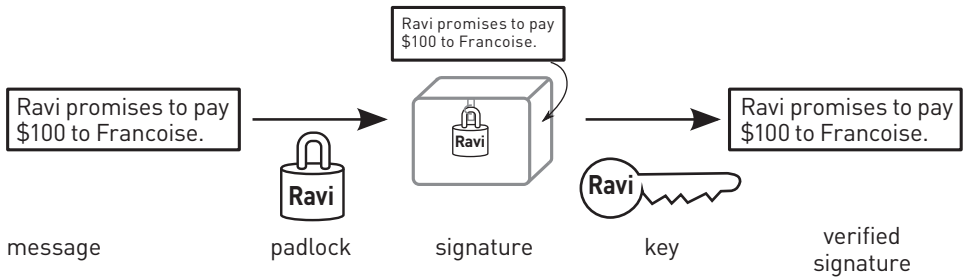 Ravi promises to pay
$100 to Francoise.
Ravi promises to pay
$100 to Francoise.
Ravi
Ravi
Ravi
Ravi promises to pay
$100 to Francoise.
message
padlock
signature
key
verified
signature